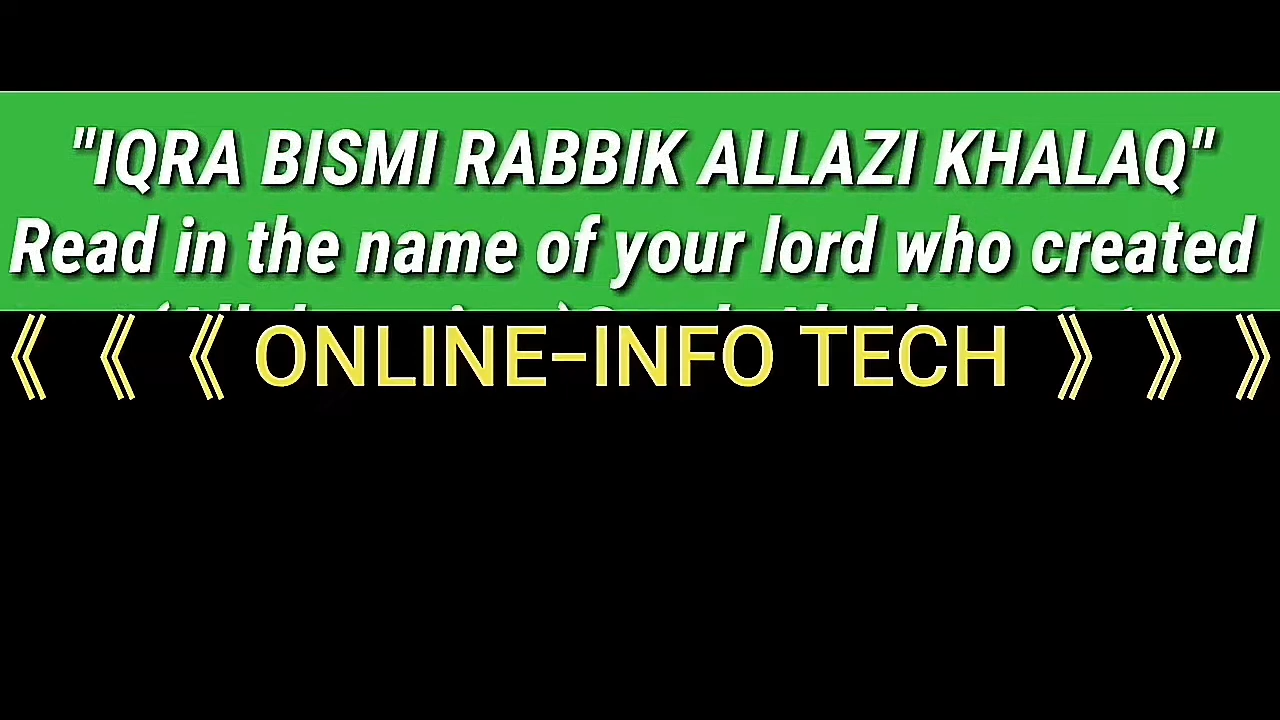 "IQRA BISMI RABBIK ALLAZI KHALAQ"
Read in the name of your lord who created
《 《 《 ONLINE-INFO TECH 》 》 》